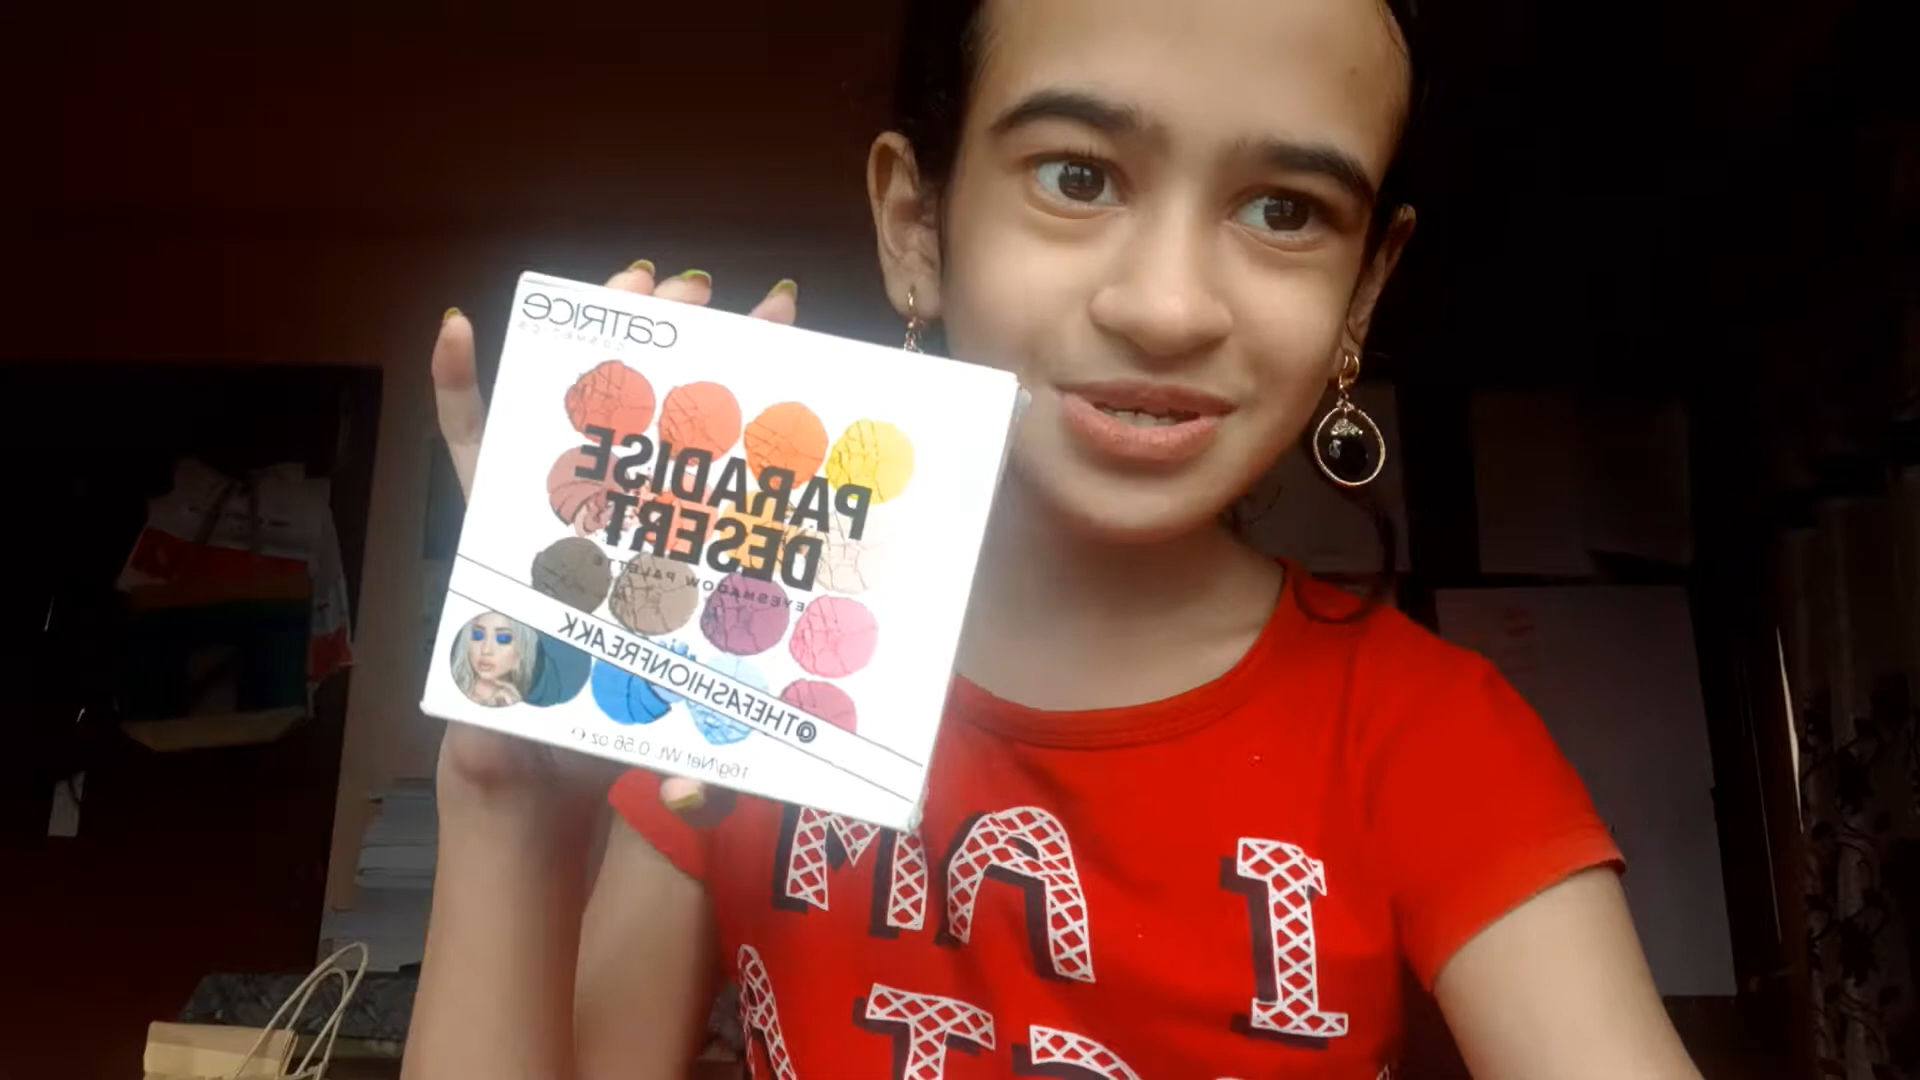 CATRICE
COSMETICS
PARADISE
DESERT
EYESHADOW PALETTE
@THEFASHIONFREAKK
16g/Net Wt. 0.56 oz e
I AM